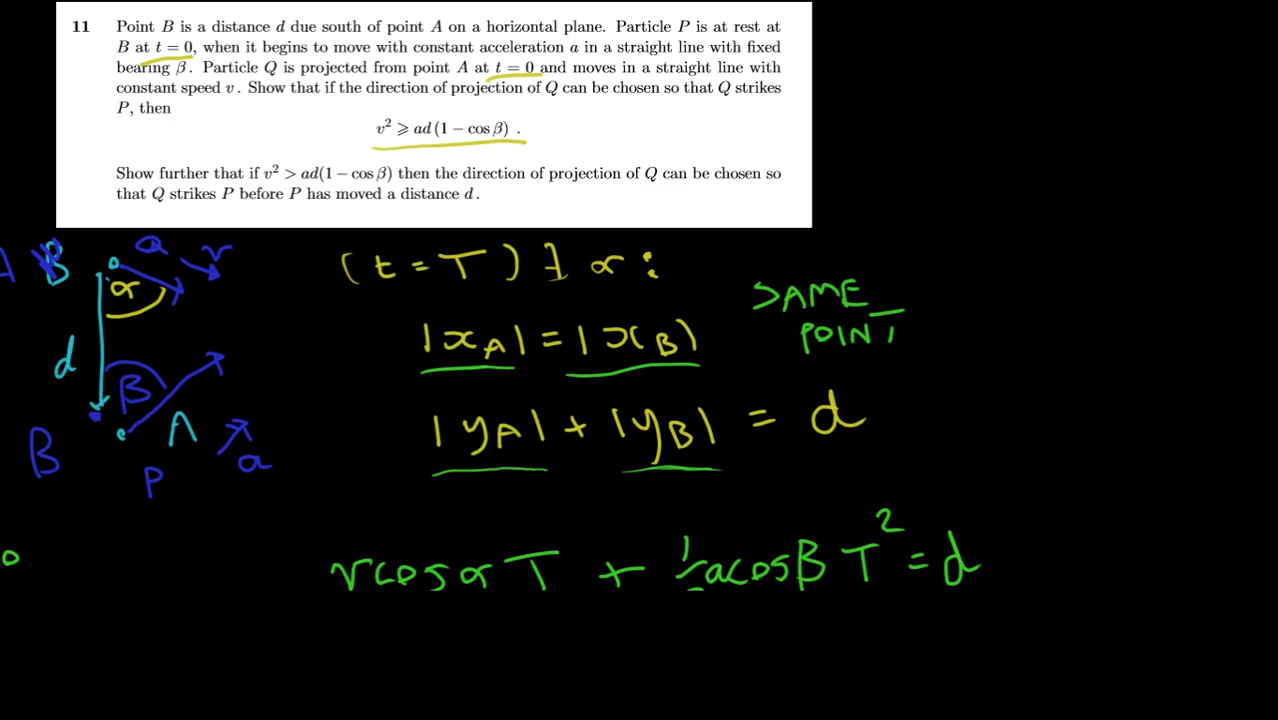 11 Point B is a distance d due south of point A on a horizontal plane. Particle P is at rest at
B at t = 0, when it begins to move with constant acceleration a in a straight line with fixed
bearing β. Particle Q is projected from point A at t = 0 and moves in a straight line with
constant speed v. Show that if the direction of projection of Q can be chosen so that Q strikes
P, then
v² ⩾ ad(1 − cos β) .
Show further that if v² > ad(1 − cos β) then the direction of projection of Q can be chosen so
that Q strikes P before P has moved a distance d.
A B Q v
α
d
β
B A a
P
(t = T) ∃ α :
SAME
POINT
|x_A| = |x_B|
|y_A| + |y_B| = d
v cos α T + ½ a cos β T² = d